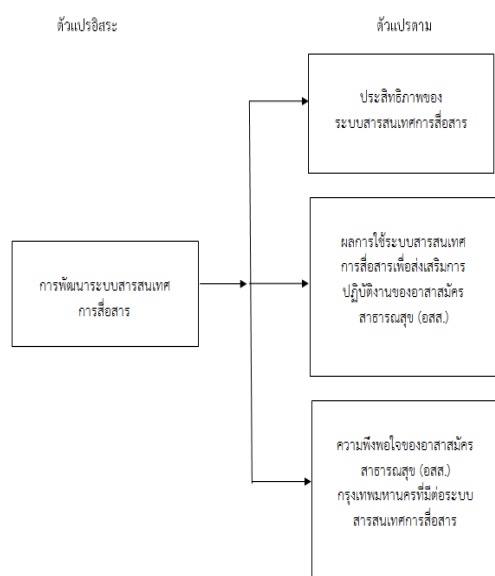 ตัวแปรอิสระ
ตัวแปรตาม
ประสิทธิภาพของ
ระบบสารสนเทศการสื่อสาร
การพัฒนาระบบสารสนเทศ
การสื่อสาร
ผลการใช้ระบบสารสนเทศ
การสื่อสารเพื่อส่งเสริมการ
ปฏิบัติงานของอาสาสมัคร
สาธารณสุข (อสส.)
ความพึงพอใจของอาสาสมัคร
สาธารณสุข (อสส.)
กรุงเทพมหานครที่มีต่อระบบ
สารสนเทศการสื่อสาร